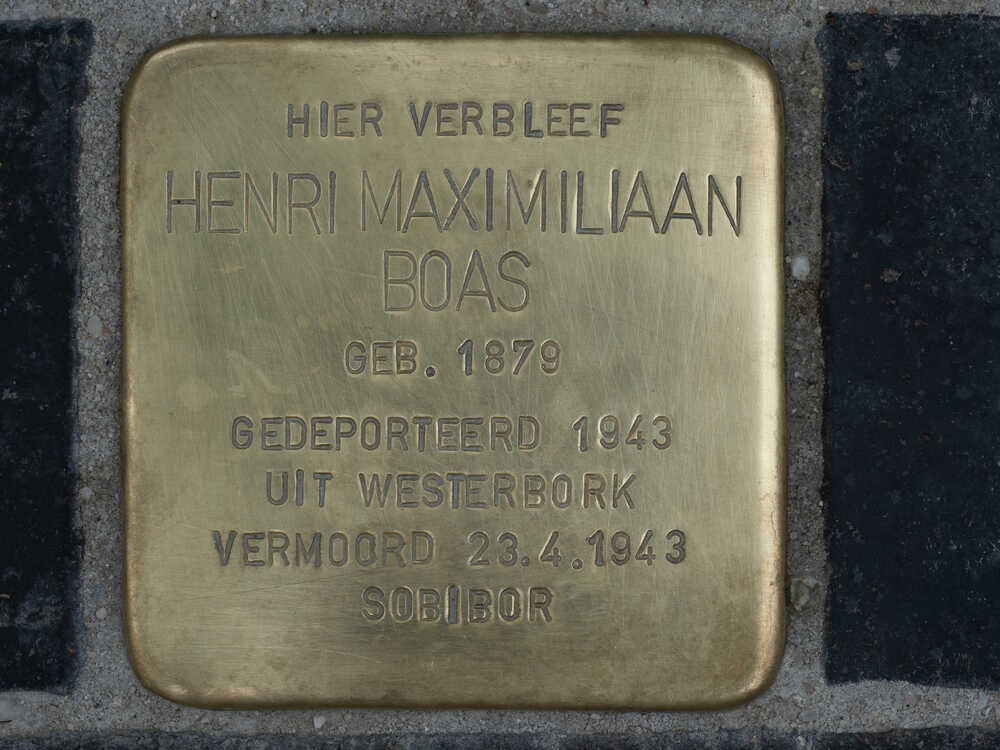 HIER VERBLEEF
HENRI MAXIMILIAAN
BOAS
GEB. 1879
GEDEPORTEERD 1943
UIT WESTERBORK
VERMOORD 23.4.1943
SOBIBOR